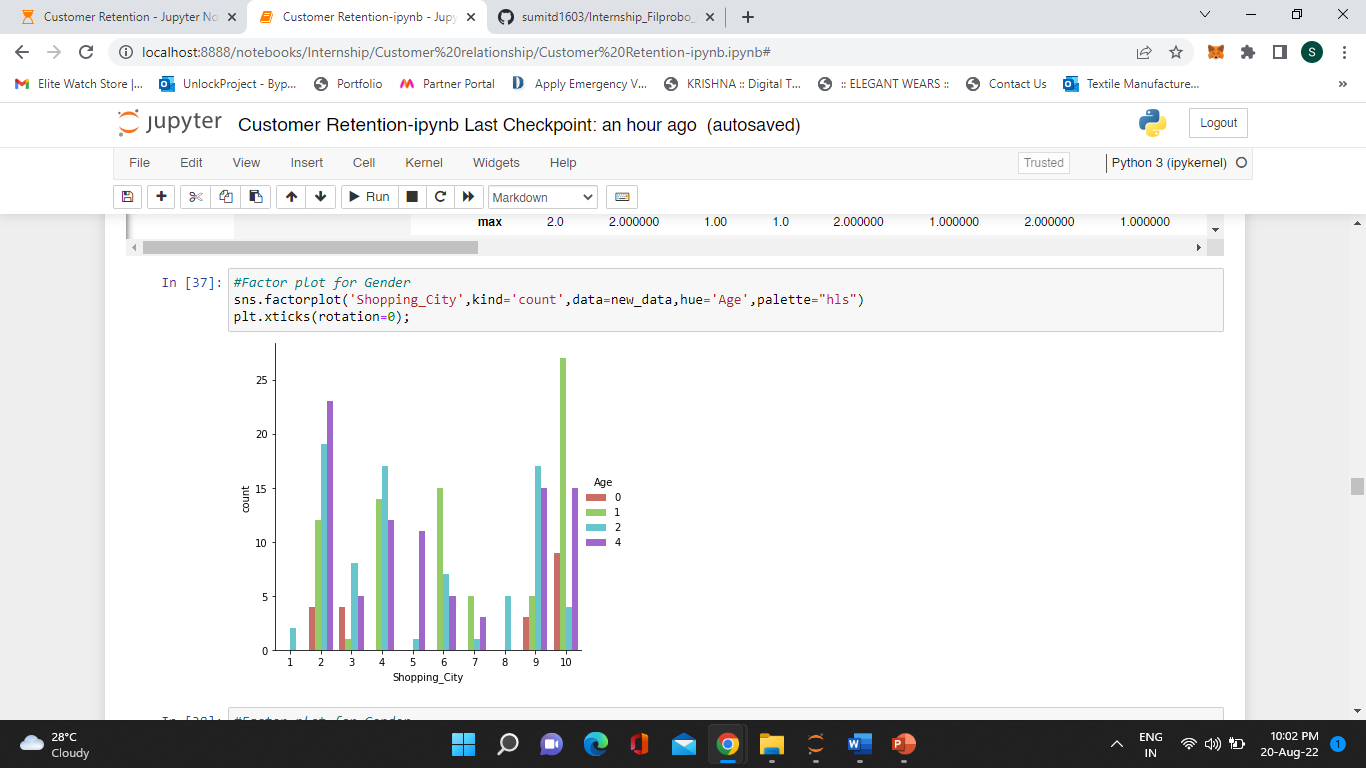 Customer Retention - Jupyter No
Customer Retention-ipynb - Jupy
sumitd1603/Internship_Filprobo_
localhost:8888/notebooks/Internship/Customer%20relationship/Customer%20Retention-ipynb.ipynb#
S
Elite Watch Store |...
UnlockProject - Byp...
Portfolio
Partner Portal
Apply Emergency V...
KRISHNA :: Digital T...
:: ELEGANT WEARS ::
Contact Us
Textile Manufacture...
»
jupyter Customer Retention-ipynb Last Checkpoint: an hour ago (autosaved)
Logout
File Edit View Insert Cell Kernel Widgets Help
Trusted
Python 3 (ipykernel)
Run
Markdown
max 2.0 2.000000 1.00 1.0 2.000000 1.000000 2.000000 1.000000
In [37]: #Factor plot for Gender
sns.factorplot('Shopping_City',kind='count',data=new_data,hue='Age',palette="hls")
plt.xticks(rotation=0);
25
20
15
10
5
0
count
1 2 3 4 5 6 7 8 9 10
Shopping_City
Age
0
1
2
4
In [38]: #Factor plot for Gender
28°C
Cloudy
ENG
IN
10:02 PM
20-Aug-22
1